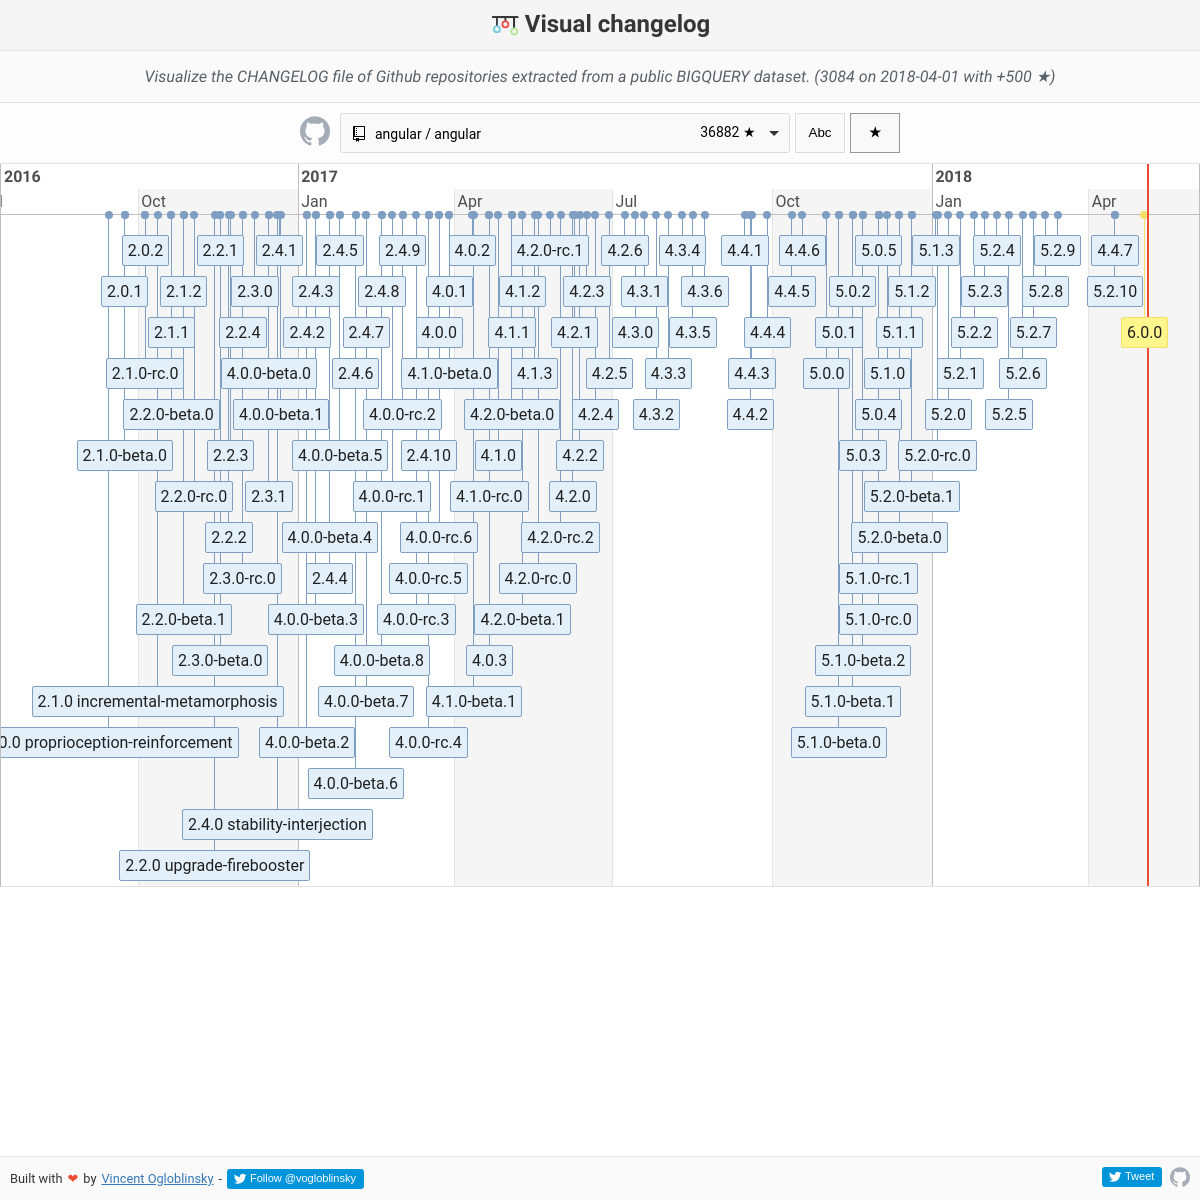 Visual changelog
Visualize the CHANGELOG file of Github repositories extracted from a public BIGQUERY dataset. (3084 on 2018-04-01 with +500 ★)
angular / angular 36882 ★ Abc ★
2016 2017 2018
Oct Jan Apr Jul Oct Jan Apr
2.0.2 2.2.1 2.4.1 2.4.5 2.4.9 4.0.2 4.2.0-rc.1 4.2.6 4.3.4 4.4.1 4.4.6 5.0.5 5.1.3 5.2.4 5.2.9 4.4.7
2.0.1 2.1.2 2.3.0 2.4.3 2.4.8 4.0.1 4.1.2 4.2.3 4.3.1 4.3.6 4.4.5 5.0.2 5.1.2 5.2.3 5.2.8 5.2.10
2.1.1 2.2.4 2.4.2 2.4.7 4.0.0 4.1.1 4.2.1 4.3.0 4.3.5 4.4.4 5.0.1 5.1.1 5.2.2 5.2.7 6.0.0
2.1.0-rc.0 4.0.0-beta.0 2.4.6 4.1.0-beta.0 4.1.3 4.2.5 4.3.3 4.4.3 5.0.0 5.1.0 5.2.1 5.2.6
2.2.0-beta.0 4.0.0-beta.1 4.0.0-rc.2 4.2.0-beta.0 4.2.4 4.3.2 4.4.2 5.0.4 5.2.0 5.2.5
2.1.0-beta.0 2.2.3 4.0.0-beta.5 2.4.10 4.1.0 4.2.2 5.0.3 5.2.0-rc.0
2.2.0-rc.0 2.3.1 4.0.0-rc.1 4.1.0-rc.0 4.2.0 5.2.0-beta.1
2.2.2 4.0.0-beta.4 4.0.0-rc.6 4.2.0-rc.2 5.2.0-beta.0
2.3.0-rc.0 2.4.4 4.0.0-rc.5 4.2.0-rc.0 5.1.0-rc.1
2.2.0-beta.1 4.0.0-beta.3 4.0.0-rc.3 4.2.0-beta.1 5.1.0-rc.0
2.3.0-beta.0 4.0.0-beta.8 4.0.3 5.1.0-beta.2
2.1.0 incremental-metamorphosis 4.0.0-beta.7 4.1.0-beta.1 5.1.0-beta.1
0.0 proprioception-reinforcement 4.0.0-beta.2 4.0.0-rc.4 5.1.0-beta.0
4.0.0-beta.6
2.4.0 stability-interjection
2.2.0 upgrade-firebooster
Built with ❤ by Vincent Ogloblinsky - Follow @vogloblinsky Tweet